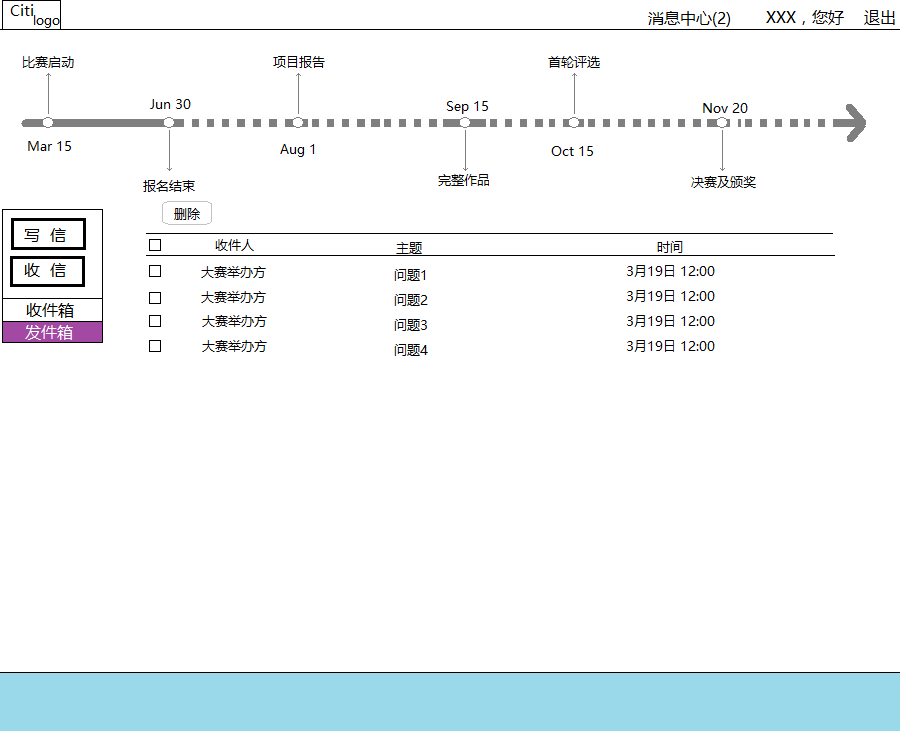 Citi
logo
消息中心(2) XXX，您好 退出
比赛启动 项目报告 首轮评选
Jun 30 Sep 15 Nov 20
Mar 15 Aug 1 Oct 15
报名结束 完整作品 决赛及颁奖
删除
写 信
收 信
收件箱
发件箱
收件人 主题 时间
大赛举办方 问题1 3月19日 12:00
大赛举办方 问题2 3月19日 12:00
大赛举办方 问题3 3月19日 12:00
大赛举办方 问题4 3月19日 12:00